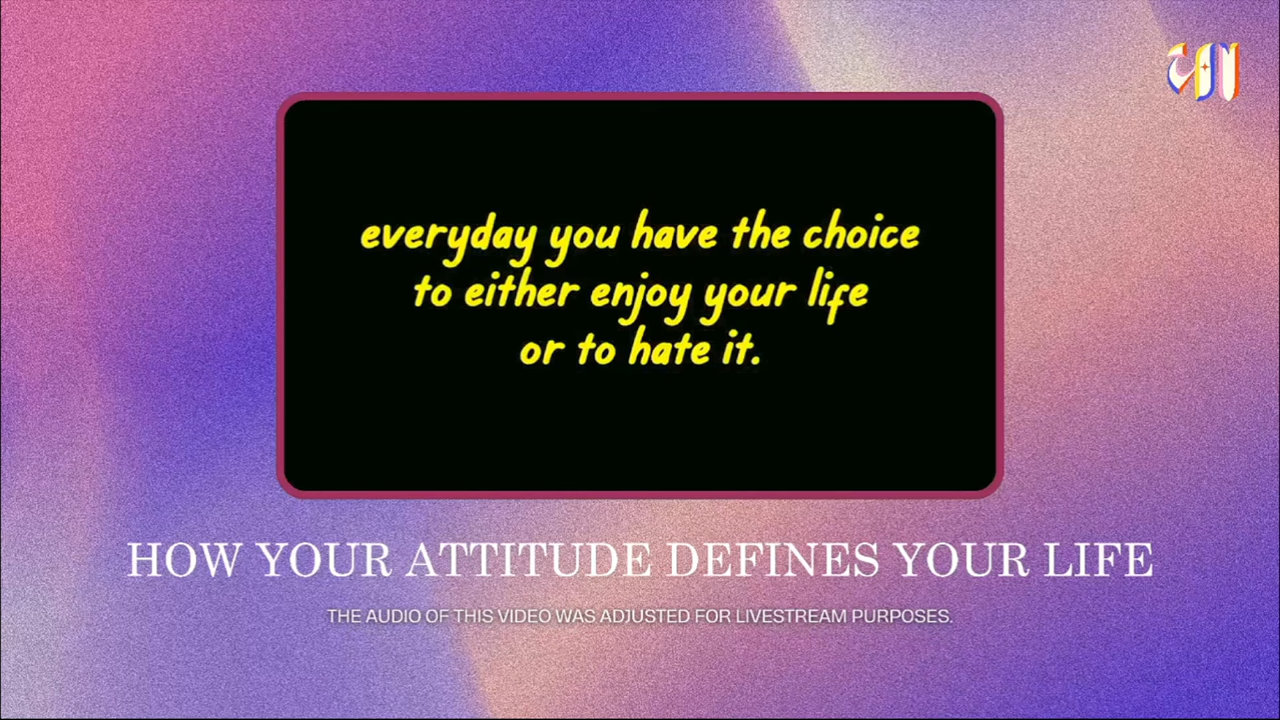 everyday you have the choice
to either enjoy your life
or to hate it.
HOW YOUR ATTITUDE DEFINES YOUR LIFE
THE AUDIO OF THIS VIDEO WAS ADJUSTED FOR LIVESTREAM PURPOSES.